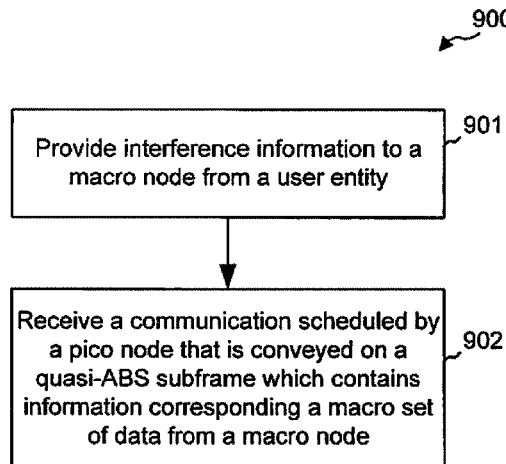 900
901
Provide interference information to a
macro node from a user entity
Receive a communication scheduled by
a pico node that is conveyed on a
quasi-ABS subframe which contains
information corresponding a macro set
of data from a macro node
902